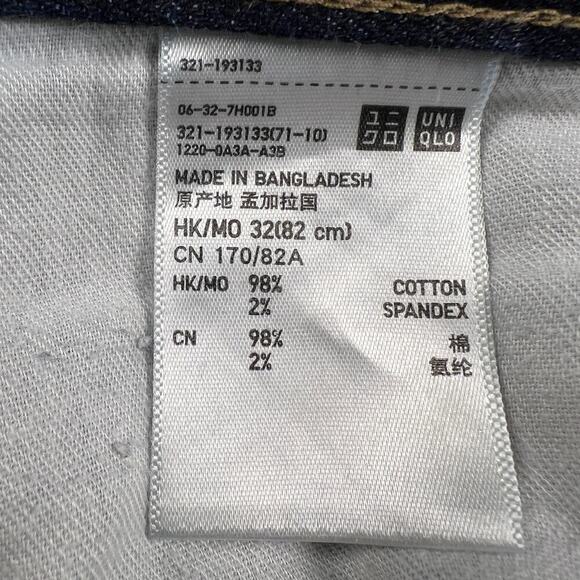 321-193133
06-32-7H001B
321-193133(71-10)
1220-0A3A-A3B
ユニ
クロ
UNI
QLO
MADE IN BANGLADESH
原产地 孟加拉国
HK/MO 32(82 cm)
CN 170/82A
HK/MO 98% COTTON
2% SPANDEX
CN 98% 棉
2% 氨纶